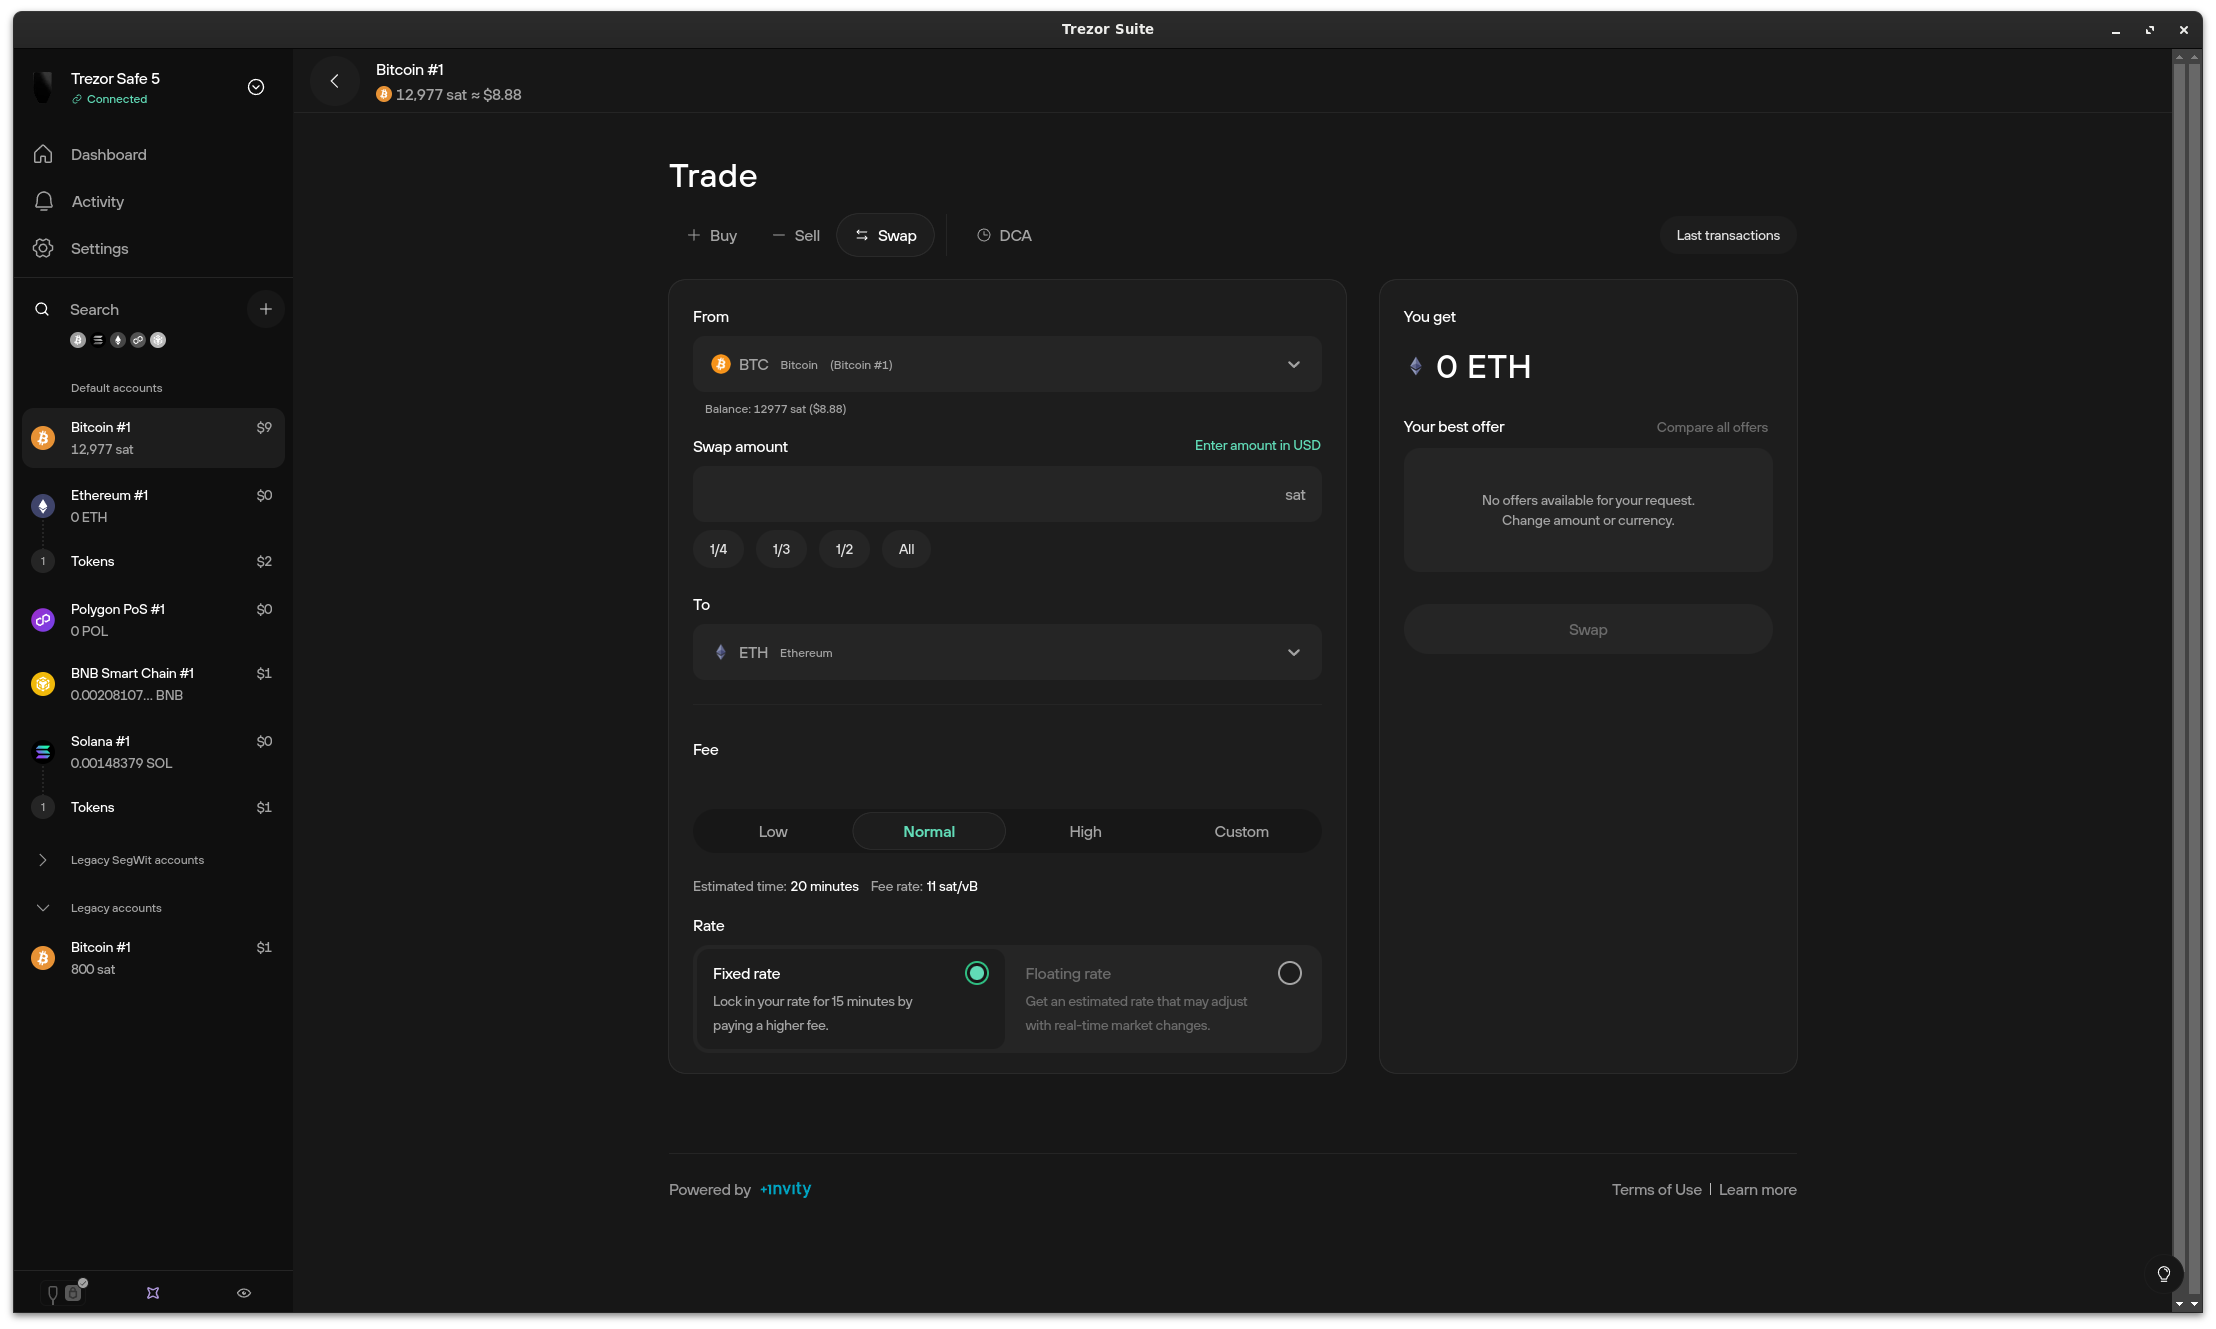 Trezor Suite
Trezor Safe 5
Connected
Dashboard
Activity
Settings
Search
Default accounts
Bitcoin #1 $9
12,977 sat
Ethereum #1 $0
0 ETH
1 Tokens $2
Polygon PoS #1 $0
0 POL
BNB Smart Chain #1 $1
0.00208107... BNB
Solana #1 $0
0.00148379 SOL
1 Tokens $1
Legacy SegWit accounts
Legacy accounts
Bitcoin #1 $1
800 sat
Bitcoin #1
12,977 sat ≈ $8.88
Trade
Buy Sell Swap DCA
Last transactions
From
BTC Bitcoin (Bitcoin #1)
Balance: 12977 sat ($8.88)
Swap amount Enter amount in USD
sat
1/4 1/3 1/2 All
To
ETH Ethereum
Fee
Low Normal High Custom
Estimated time: 20 minutes Fee rate: 11 sat/vB
Rate
Fixed rate
Lock in your rate for 15 minutes by
paying a higher fee.
Floating rate
Get an estimated rate that may adjust
with real-time market changes.
You get
0 ETH
Your best offer Compare all offers
No offers available for your request.
Change amount or currency.
Swap
Powered by invity
Terms of Use | Learn more